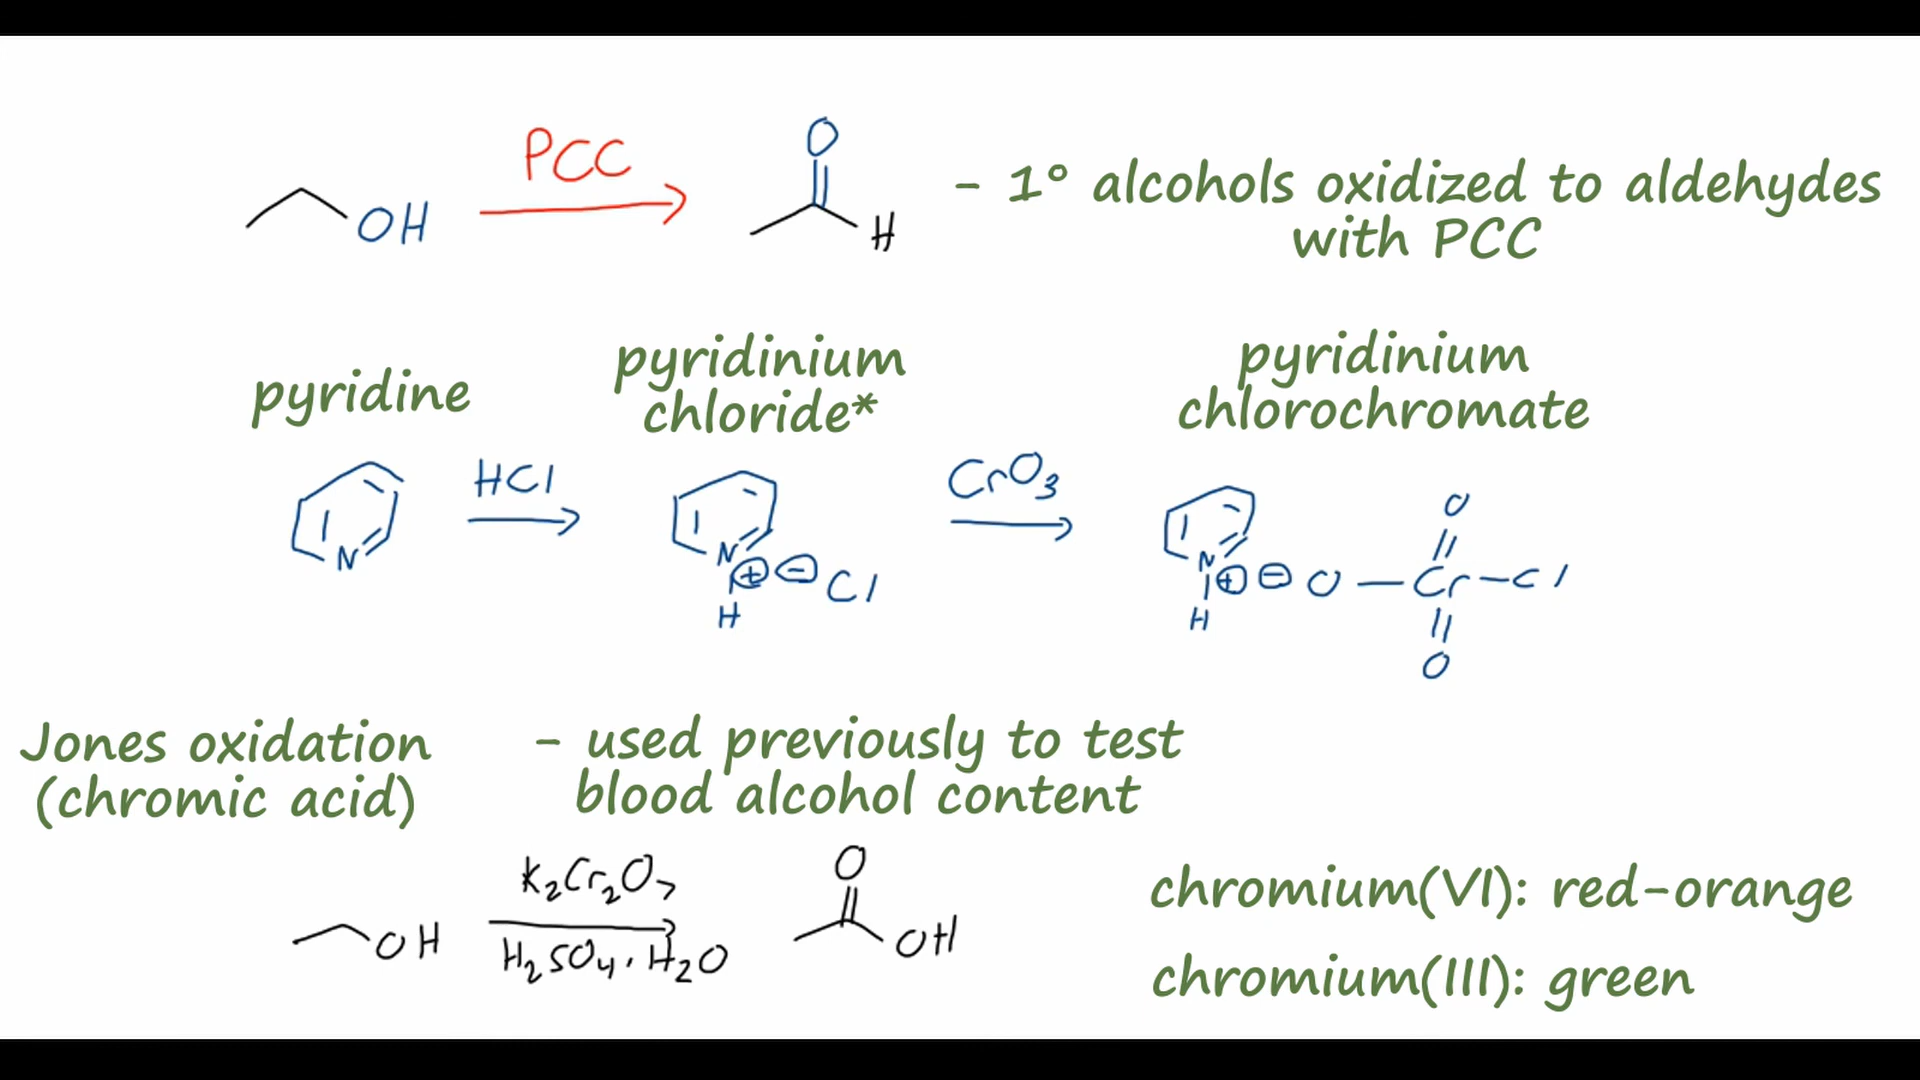 PCC
OH
O
H
- 1° alcohols oxidized to aldehydes
with PCC
pyridine
pyridinium
chloride*
pyridinium
chlorochromate
HCl
CrO₃
N
N
⊕ ⊖ Cl
H
O
N
⊕ ⊖ O — Cr – Cl
H
O
Jones oxidation
(chromic acid)
- used previously to test
blood alcohol content
K₂Cr₂O₇
OH
H₂SO₄, H₂O
O
OH
chromium(VI): red-orange
chromium(III): green